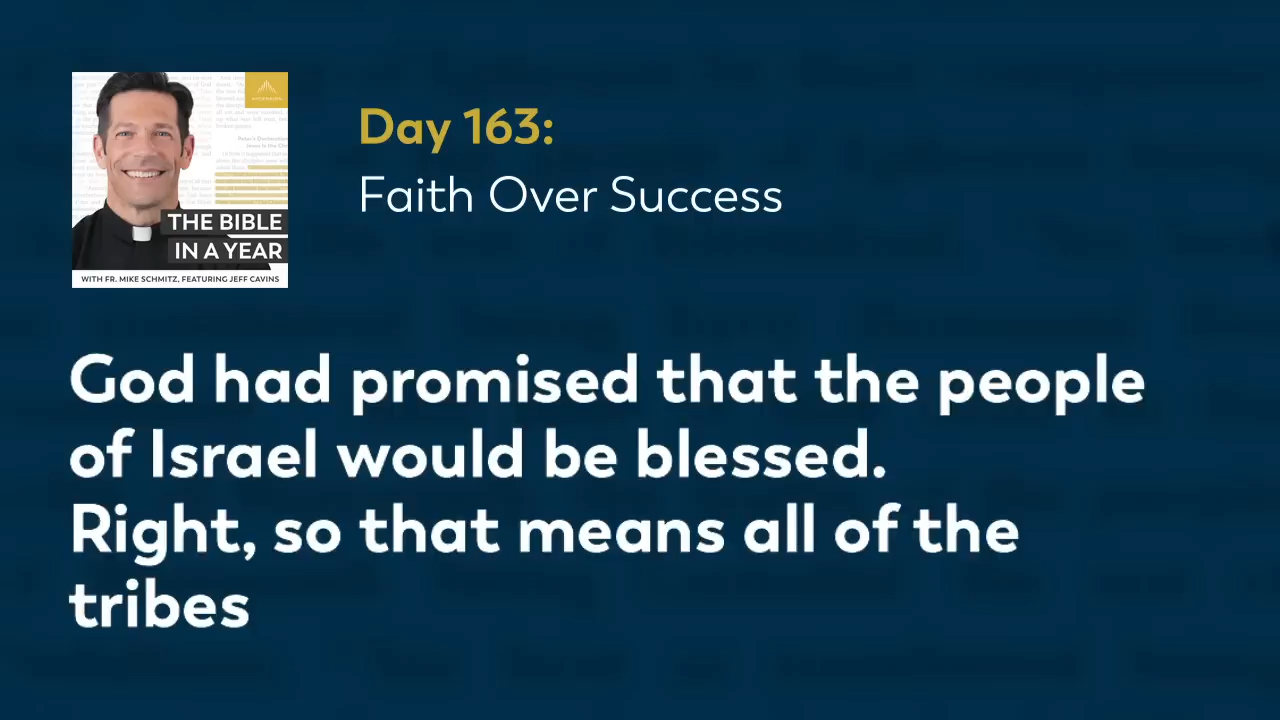 Day 163:
Faith Over Success
THE BIBLE
IN A YEAR
WITH FR. MIKE SCHMITZ, FEATURING JEFF CAVINS
God had promised that the people
of Israel would be blessed.
Right, so that means all of the
tribes